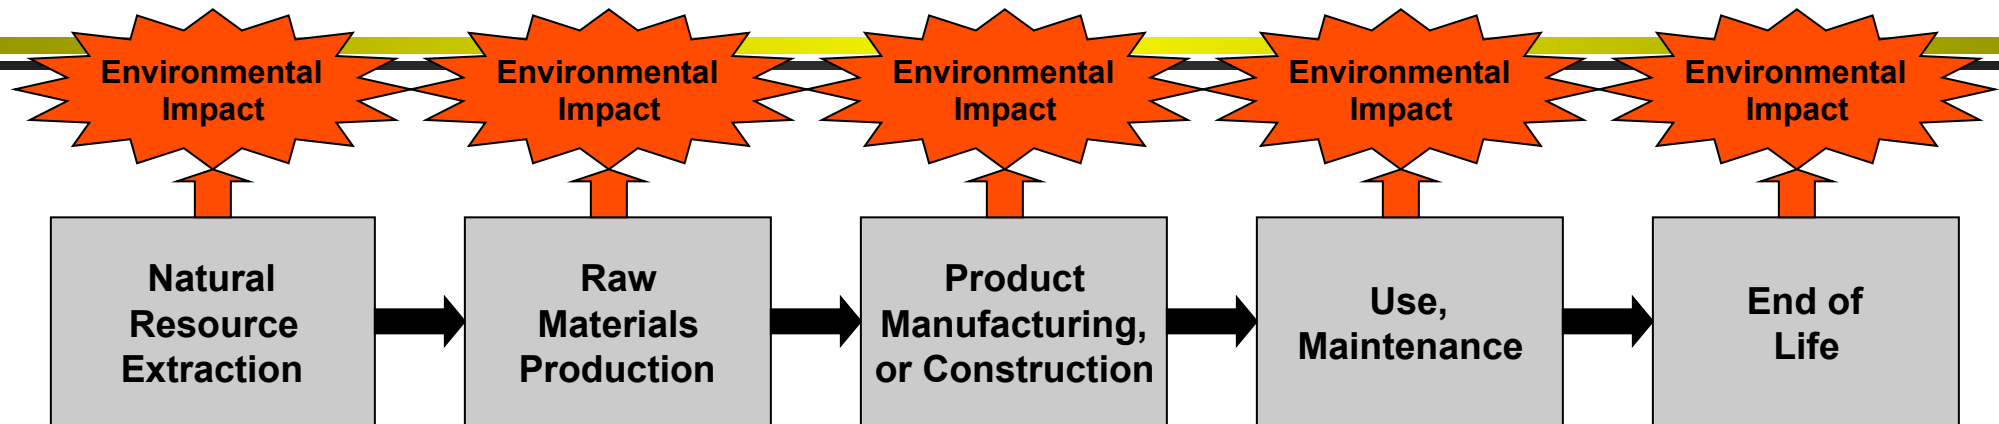 Environmental
Impact
Environmental
Impact
Environmental
Impact
Environmental
Impact
Environmental
Impact
Natural
Resource
Extraction
Raw
Materials
Production
Product
Manufacturing,
or Construction
Use,
Maintenance
End of
Life